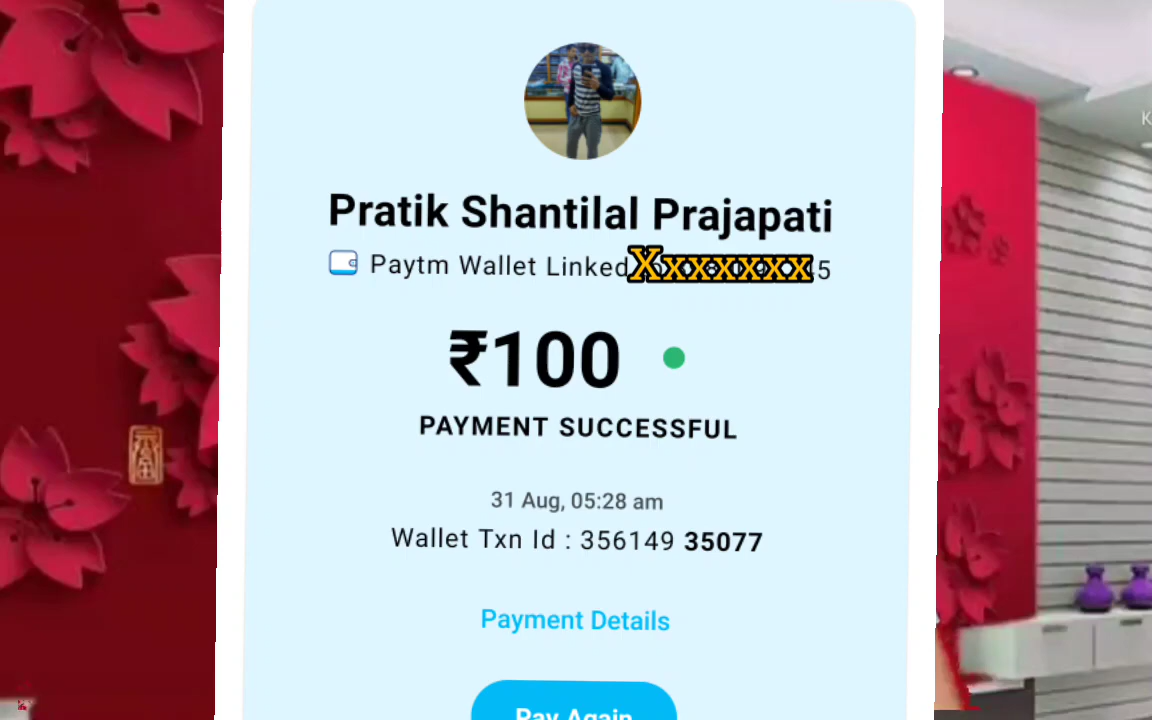 Pratik Shantilal Prajapati
Paytm Wallet Linked Xxxxxxxx5
₹100
PAYMENT SUCCESSFUL
31 Aug, 05:28 am
Wallet Txn Id : 356149 35077
Payment Details
Pay Again
K